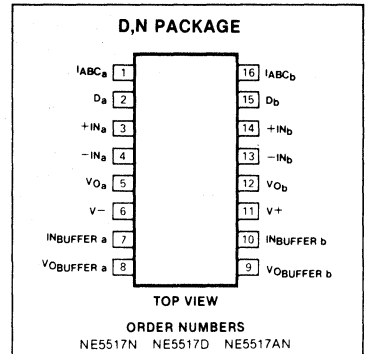 D,N PACKAGE
IABCa 1 16 IABCb
Da 2 15 Db
+INa 3 14 +INb
-INa 4 13 -INb
VOa 5 12 VOb
V- 6 11 V+
INBUFFER a 7 10 INBUFFER b
VOBUFFER a 8 9 VOBUFFER b
TOP VIEW
ORDER NUMBERS
NE5517N NE5517D NE5517AN